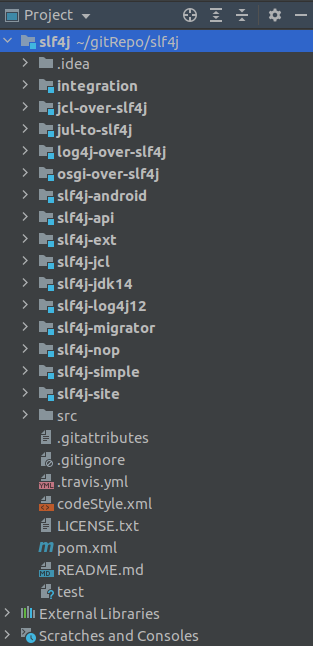 Project
slf4j ~/gitRepo/slf4j
.idea
integration
jcl-over-slf4j
jul-to-slf4j
log4j-over-slf4j
osgi-over-slf4j
slf4j-android
slf4j-api
slf4j-ext
slf4j-jcl
slf4j-jdk14
slf4j-log4j12
slf4j-migrator
slf4j-nop
slf4j-simple
slf4j-site
src
.gitattributes
.gitignore
YML .travis.yml
codeStyle.xml
LICENSE.txt
m pom.xml
MD README.md
? test
External Libraries
Scratches and Consoles